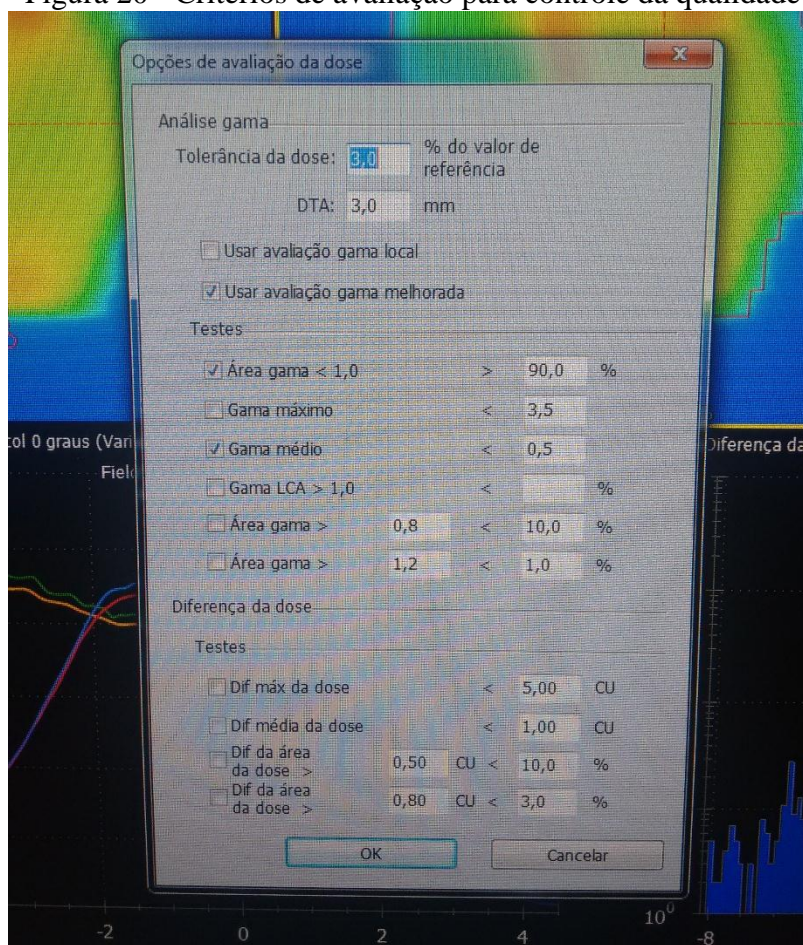 Figura 20 - Critérios de avaliação para controle da qualidade
Opções de avaliação da dose
Análise gama
Tolerância da dose: 3,0 % do valor de
referência
DTA: 3,0 mm
Usar avaliação gama local
Usar avaliação gama melhorada
Testes
Área gama < 1,0 > 90,0 %
Gama máximo < 3,5
Gama médio < 0,5
Gama LCA > 1,0 < %
Área gama > 0,8 < 10,0 %
Área gama > 1,2 < 1,0 %
Diferença da dose
Testes
Dif máx da dose < 5,00 CU
Dif média da dose < 1,00 CU
Dif da área
da dose > 0,50 CU < 10,0 %
Dif da área
da dose > 0,80 CU < 3,0 %
OK Cancelar
col 0 graus (Vari
Field
Diferença da
-2 0 2 4 10⁰ -8